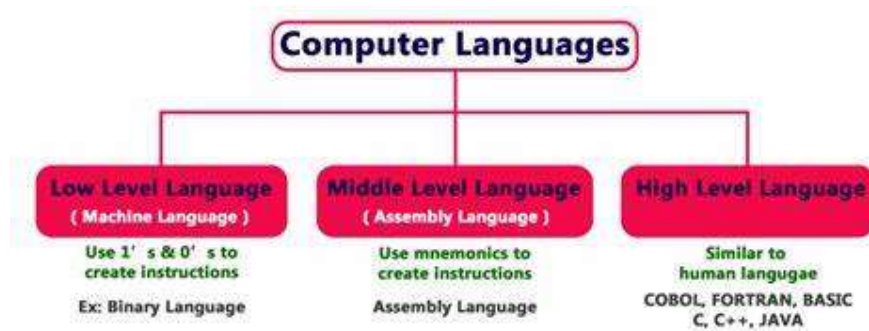 Computer Languages
Low Level Language
( Machine Language )
Use 1' s & 0' s to
create instructions
Ex: Binary Language
Middle Level Language
( Assembly Language )
Use mnemonics to
create instructions
Assembly Language
High Level Language
Similar to
human langugae
COBOL, FORTRAN, BASIC
C, C++, JAVA